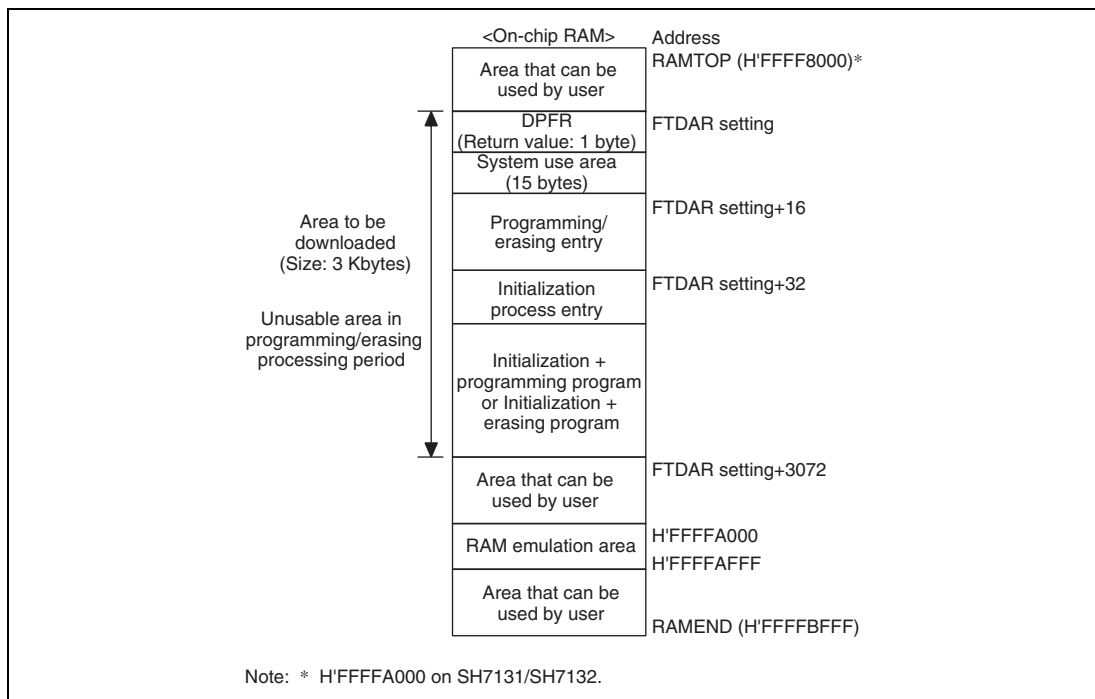 <On-chip RAM>
Address
RAMTOP (H'FFFF8000)*
Area that can be
used by user
DPFR
(Return value: 1 byte)
FTDAR setting
System use area
(15 bytes)
FTDAR setting+16
Programming/
erasing entry
Area to be
downloaded
(Size: 3 Kbytes)
FTDAR setting+32
Initialization
process entry
Unusable area in
programming/erasing
processing period
Initialization +
programming program
or Initialization +
erasing program
FTDAR setting+3072
Area that can be
used by user
H'FFFFA000
RAM emulation area
H'FFFFAFFF
Area that can be
used by user
RAMEND (H'FFFFBFFF)
Note: * H'FFFFA000 on SH7131/SH7132.